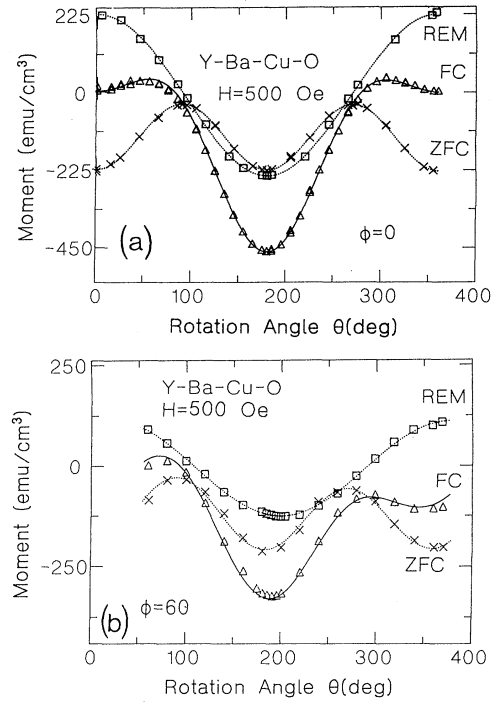 225
0
-225
-450
Moment (emu/cm³)
Y-Ba-Cu-O
H=500 Oe
REM
FC
ZFC
(a)
ϕ=0
0 100 200 300 400
Rotation Angle θ(deg)
250
0
-250
Moment (emu/cm³)
Y-Ba-Cu-O
H=500 Oe
REM
FC
ZFC
(b)
ϕ=60
0 100 200 300 400
Rotation Angle θ(deg)